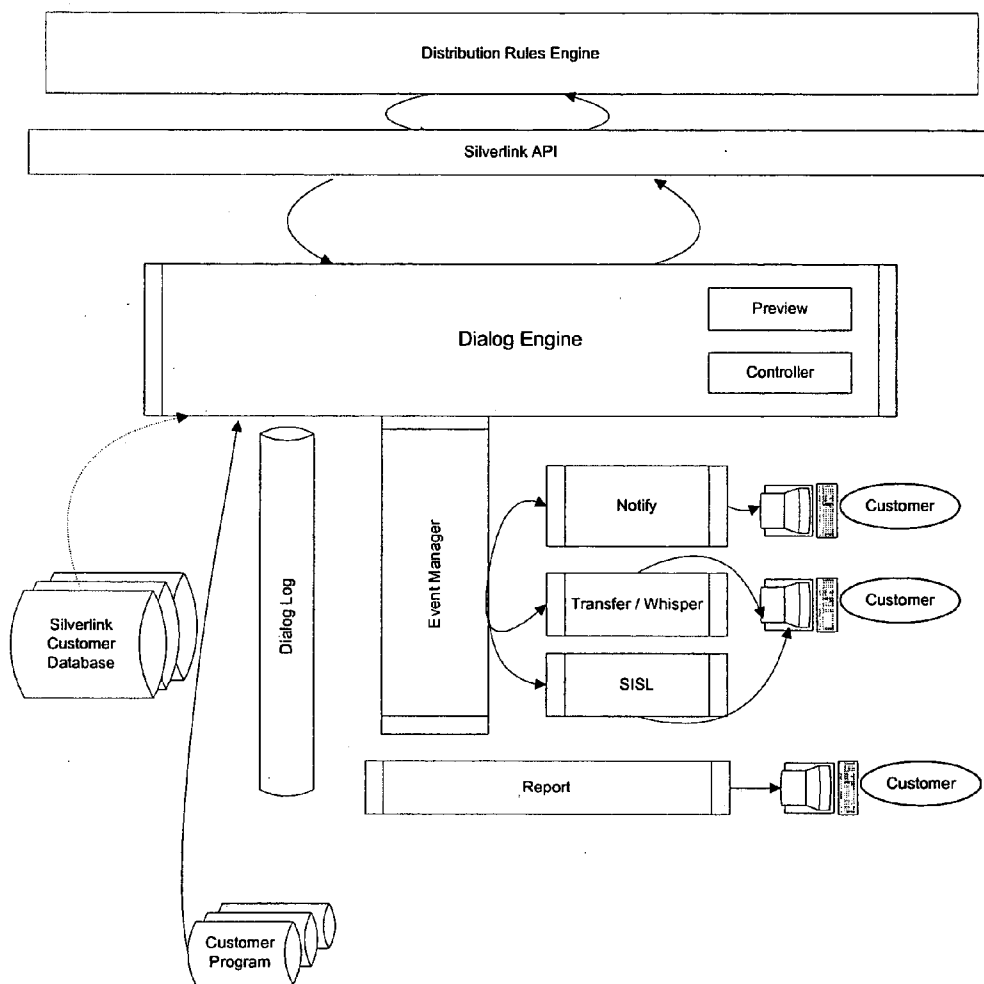 Distribution Rules Engine
Silverlink API
Dialog Engine
Preview
Controller
Notify
Customer
Event Manager
Transfer / Whisper
Customer
Dialog Log
Silverlink
Customer
Database
SISL
Report
Customer
Customer
Program